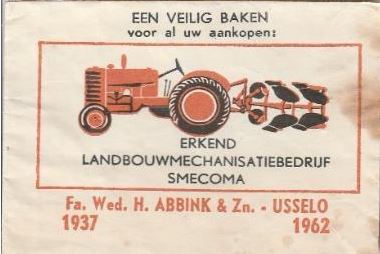 EEN VEILIG BAKEN
voor al uw aankopen:
ERKEND
LANDBOUWMECHANISATIEBEDRIJF
SMECOMA
Fa. Wed. H. ABBINK & Zn. - USSELO
1937 1962